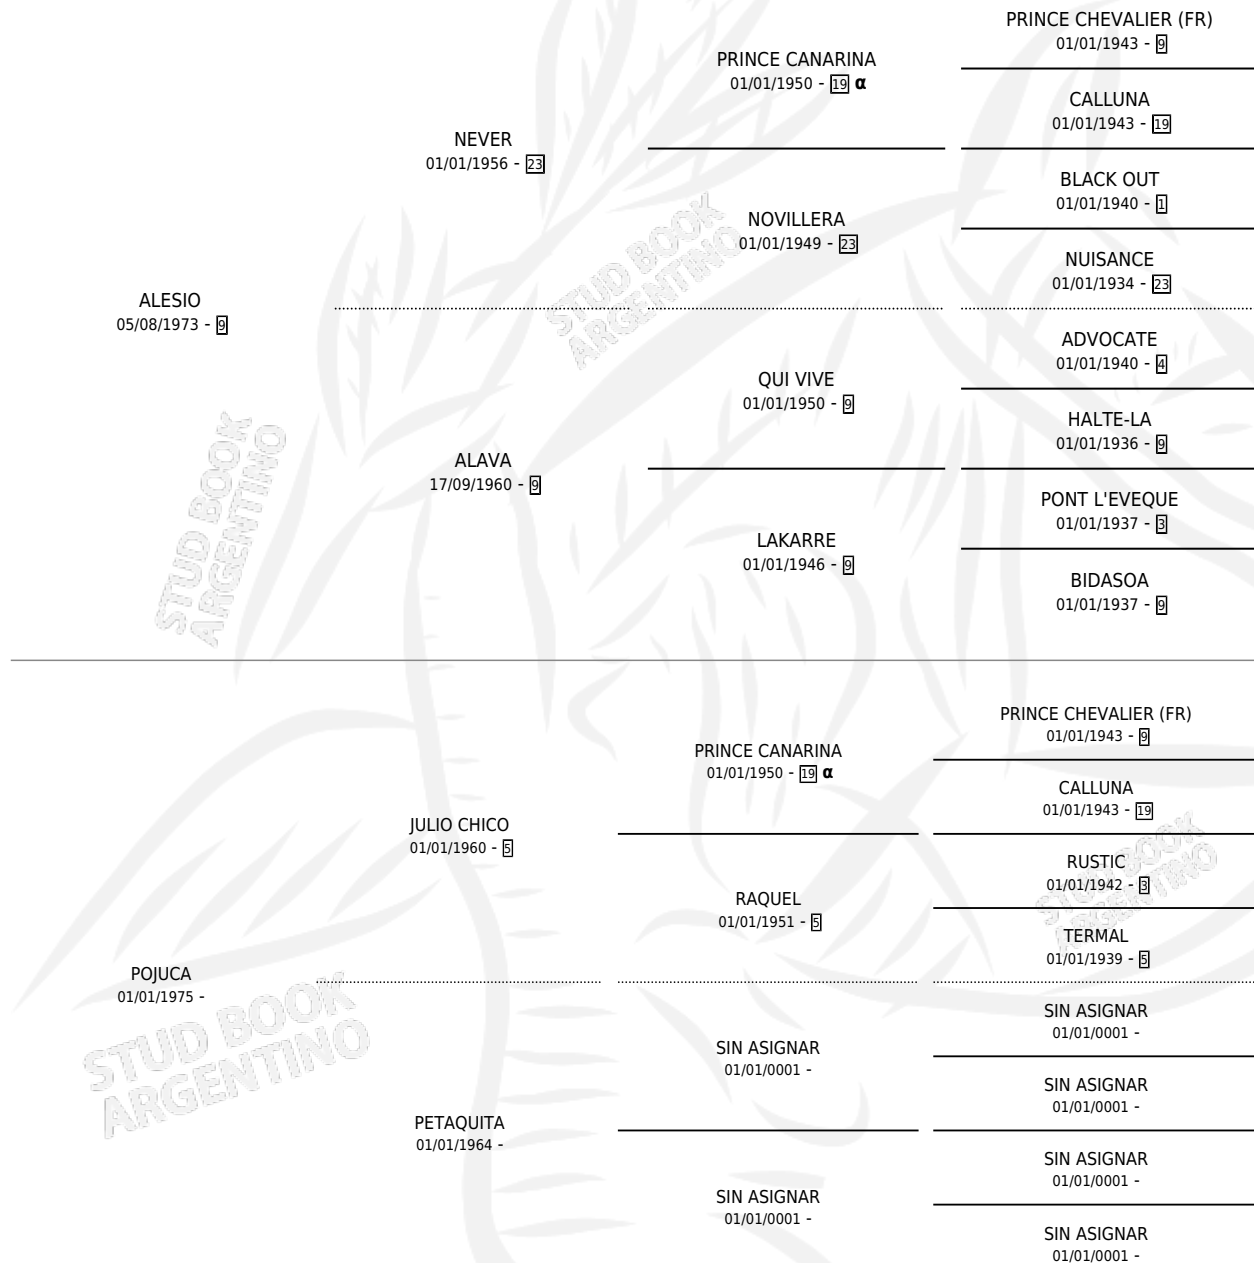 PRINCE CHEVALIER (FR)
01/01/1943 - 9
PRINCE CANARINA
01/01/1950 - 19 α
CALLUNA
01/01/1943 - 19
NEVER
01/01/1956 - 23
BLACK OUT
01/01/1940 - 1
NOVILLERA
01/01/1949 - 23
NUISANCE
01/01/1934 - 23
ALESIO
05/08/1973 - 9
ADVOCATE
01/01/1940 - 4
QUI VIVE
01/01/1950 - 9
HALTE-LA
01/01/1936 - 9
ALAVA
17/09/1960 - 9
PONT L'EVEQUE
01/01/1937 - 3
LAKARRE
01/01/1946 - 9
BIDASOA
01/01/1937 - 9
STUD BOOK
ARGENTINO
STUD BOOK
ARGENTINO
PRINCE CHEVALIER (FR)
01/01/1943 - 9
PRINCE CANARINA
01/01/1950 - 19 α
CALLUNA
01/01/1943 - 19
JULIO CHICO
01/01/1960 - 5
RUSTIC
01/01/1942 - 3
RAQUEL
01/01/1951 - 5
TERMAL
01/01/1939 - 5
POJUCA
01/01/1975 -
SIN ASIGNAR
01/01/0001 -
SIN ASIGNAR
01/01/0001 -
SIN ASIGNAR
01/01/0001 -
PETAQUITA
01/01/1964 -
SIN ASIGNAR
01/01/0001 -
SIN ASIGNAR
01/01/0001 -
SIN ASIGNAR
01/01/0001 -
STUD BOOK
ARGENTINO
STUD BOOK
ARGENTINO